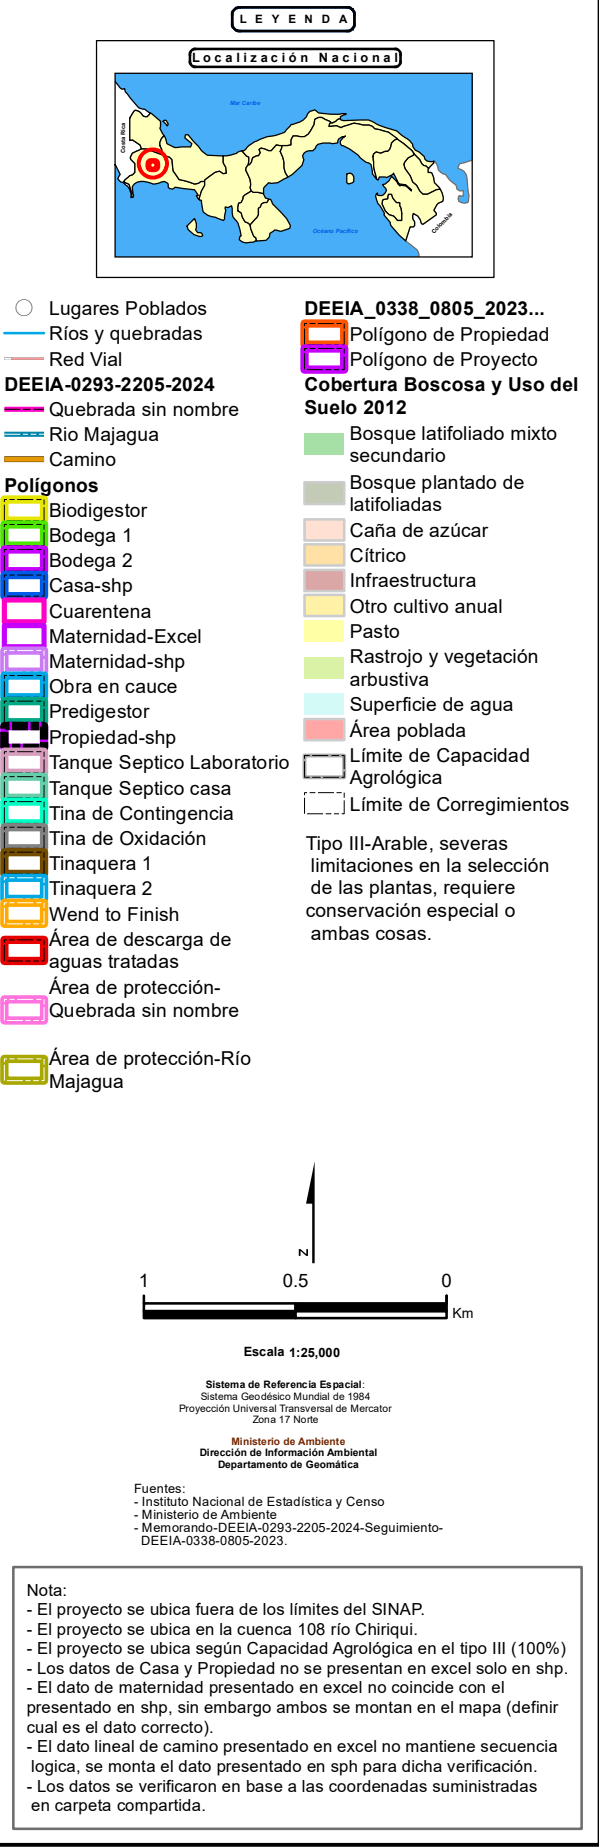 LEYENDA
Localización Nacional
Mar Caribe
Costa Rica
Océano Pacífico
Colombia
Lugares Poblados
Ríos y quebradas
Red Vial
DEEIA-0293-2205-2024
Quebrada sin nombre
Rio Majagua
Camino
Polígonos
Biodigestor
Bodega 1
Bodega 2
Casa-shp
Cuarentena
Maternidad-Excel
Maternidad-shp
Obra en cauce
Predigestor
Propiedad-shp
Tanque Septico Laboratorio
Tanque Septico casa
Tina de Contingencia
Tina de Oxidación
Tinaquera 1
Tinaquera 2
Wend to Finish
Área de descarga de
aguas tratadas
Área de protección-
Quebrada sin nombre
Área de protección-Río
Majagua
DEEIA_0338_0805_2023...
Polígono de Propiedad
Polígono de Proyecto
Cobertura Boscosa y Uso del
Suelo 2012
Bosque latifoliado mixto
secundario
Bosque plantado de
latifoliadas
Caña de azúcar
Cítrico
Infraestructura
Otro cultivo anual
Pasto
Rastrojo y vegetación
arbustiva
Superficie de agua
Área poblada
Límite de Capacidad
Agrológica
Límite de Corregimientos
Tipo III-Arable, severas
limitaciones en la selección
de las plantas, requiere
conservación especial o
ambas cosas.
N
1 0.5 0
Km
Escala 1:25,000
Sistema de Referencia Espacial:
Sistema Geodésico Mundial de 1984
Proyección Universal Transversal de Mercator
Zona 17 Norte
Ministerio de Ambiente
Dirección de Información Ambiental
Departamento de Geomática
Fuentes:
- Instituto Nacional de Estadística y Censo
- Ministerio de Ambiente
- Memorando-DEEIA-0293-2205-2024-Seguimiento-
DEEIA-0338-0805-2023.
Nota:
- El proyecto se ubica fuera de los límites del SINAP.
- El proyecto se ubica en la cuenca 108 río Chiriqui.
- El proyecto se ubica según Capacidad Agrológica en el tipo III (100%)
- Los datos de Casa y Propiedad no se presentan en excel solo en shp.
- El dato de maternidad presentado en excel no coincide con el
presentado en shp, sin embargo ambos se montan en el mapa (definir
cual es el dato correcto).
- El dato lineal de camino presentado en excel no mantiene secuencia
logica, se monta el dato presentado en sph para dicha verificación.
- Los datos se verificaron en base a las coordenadas suministradas
en carpeta compartida.